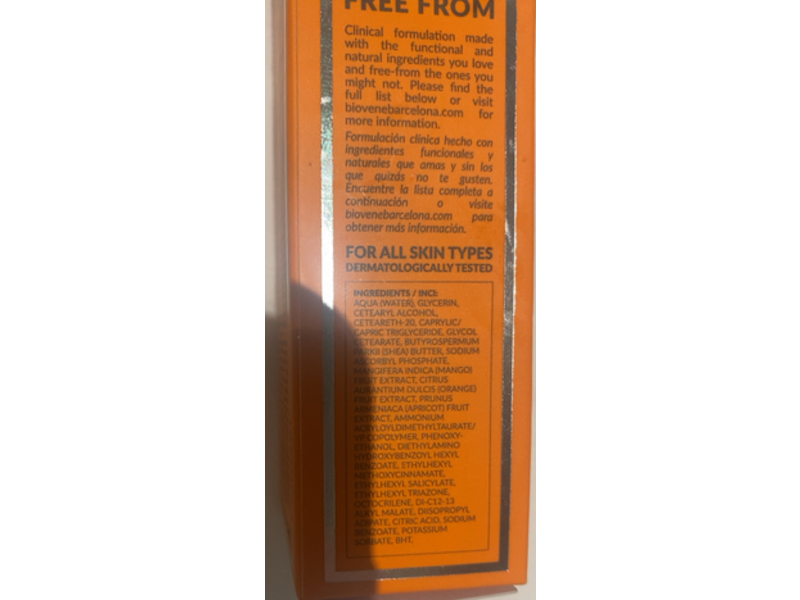 FREE FROM
Clinical formulation made
with the functional and
natural ingredients you love
and free-from the ones you
might not. Please find the
full list below or visit
biovenebarcelona.com for
more information.
Formulación clínica hecho con
ingredientes funcionales y
naturales que amas y sin los
que quizás no te gusten.
Encuentre la lista completa a
continuación o visite
biovenebarcelona.com para
obtener más información.
FOR ALL SKIN TYPES
DERMATOLOGICALLY TESTED
INGREDIENTS / INCI:
AQUA (WATER), GLYCERIN,
CETEARYL ALCOHOL,
CETEARETH-20, CAPRYLIC/
CAPRIC TRIGLYCERIDE, GLYCOL
CETEARATE, BUTYROSPERMUM
PARKII (SHEA) BUTTER, SODIUM
ASCORBYL PHOSPHATE,
MANGIFERA INDICA (MANGO)
FRUIT EXTRACT, CITRUS
AURANTIUM DULCIS (ORANGE)
FRUIT EXTRACT, PRUNUS
ARMENIACA (APRICOT) FRUIT
EXTRACT, AMMONIUM
ACRYLOYLDIMETHYLTAURATE/
VP COPOLYMER, PHENOXY-
ETHANOL, DIETHYLAMINO
HYDROXYBENZOYL HEXYL
BENZOATE, ETHYLHEXYL
METHOXYCINNAMATE,
ETHYLHEXYL SALICYLATE,
ETHYLHEXYL TRIAZONE,
OCTOCRILENE, DI-C12-13
ALKYL MALATE, DIISOPROPYL
ADIPATE, CITRIC ACID, SODIUM
BENZOATE, POTASSIUM
SORBATE, BHT.